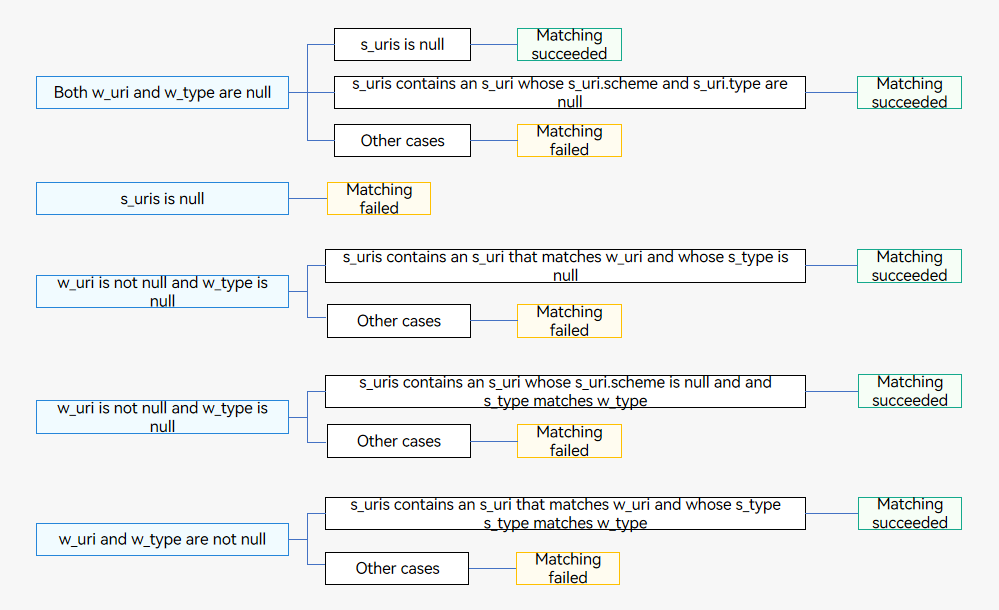 s_uris is null
Matching
succeeded
Both w_uri and w_type are null
s_uris contains an s_uri whose s_uri.scheme and s_uri.type are
null
Matching
succeeded
Other cases
Matching
failed
s_uris is null
Matching
failed
w_uri is not null and w_type is
null
s_uris contains an s_uri that matches w_uri and whose s_type is
null
Matching
succeeded
Other cases
Matching
failed
w_uri is not null and w_type is
null
s_uris contains an s_uri whose s_uri.scheme is null and and
s_type matches w_type
Matching
succeeded
Other cases
Matching
failed
w_uri and w_type are not null
s_uris contains an s_uri that matches w_uri and whose s_type
s_type matches w_type
Matching
succeeded
Other cases
Matching
failed